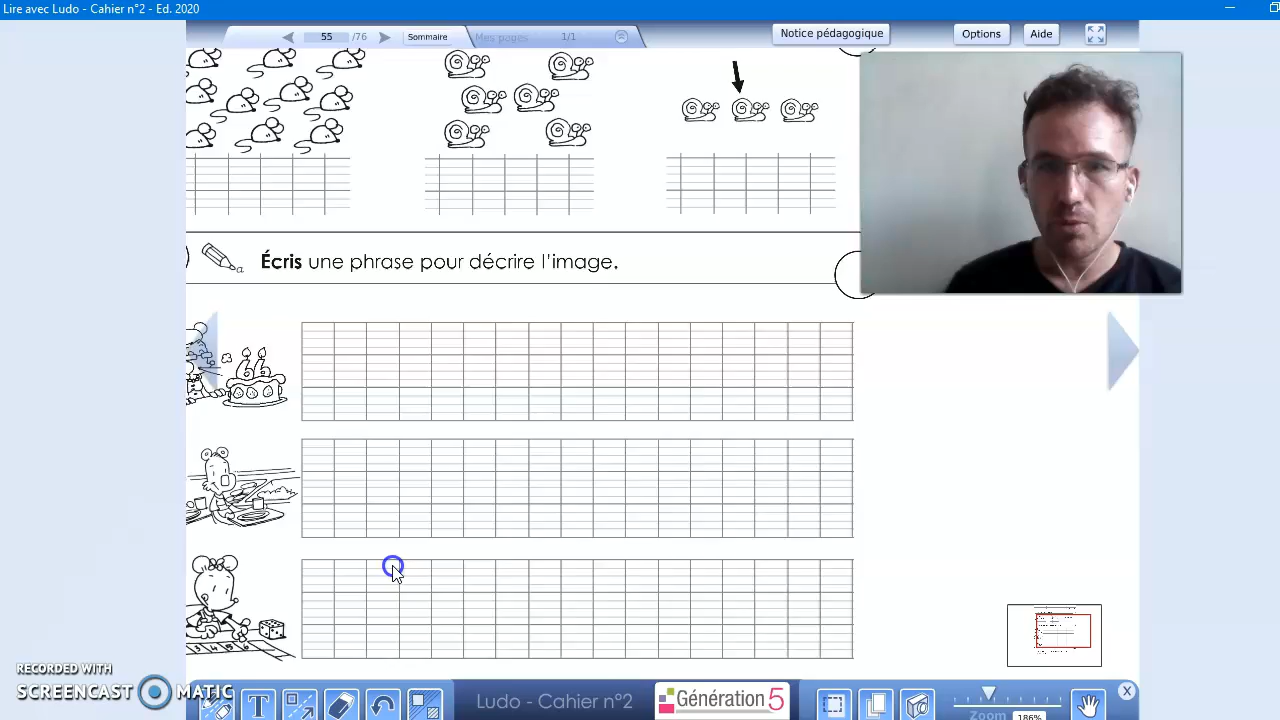 Lire avec Ludo - Cahier n°2 - Ed. 2020
55 /76 Sommaire Mes pages 1/1
Notice pédagogique Options Aide
Écris une phrase pour décrire l'image.
RECORDED WITH
SCREENCAST MATIC
T
Ludo - Cahier n°2
Génération 5
Zoom 186%
X